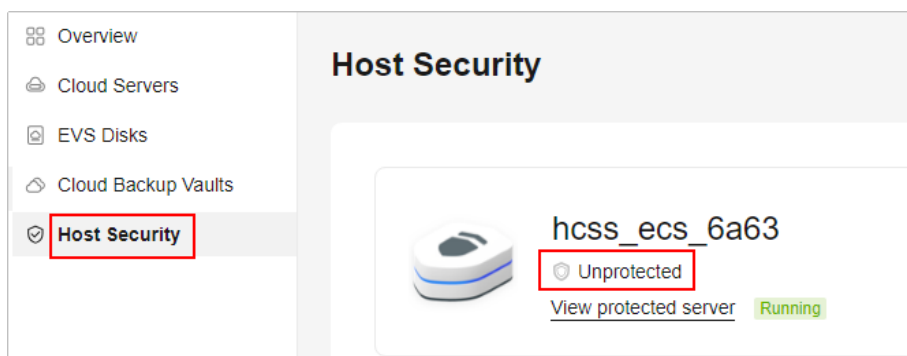 Overview
Cloud Servers
EVS Disks
Cloud Backup Vaults
Host Security
Host Security
hcss_ecs_6a63
Unprotected
View protected server Running